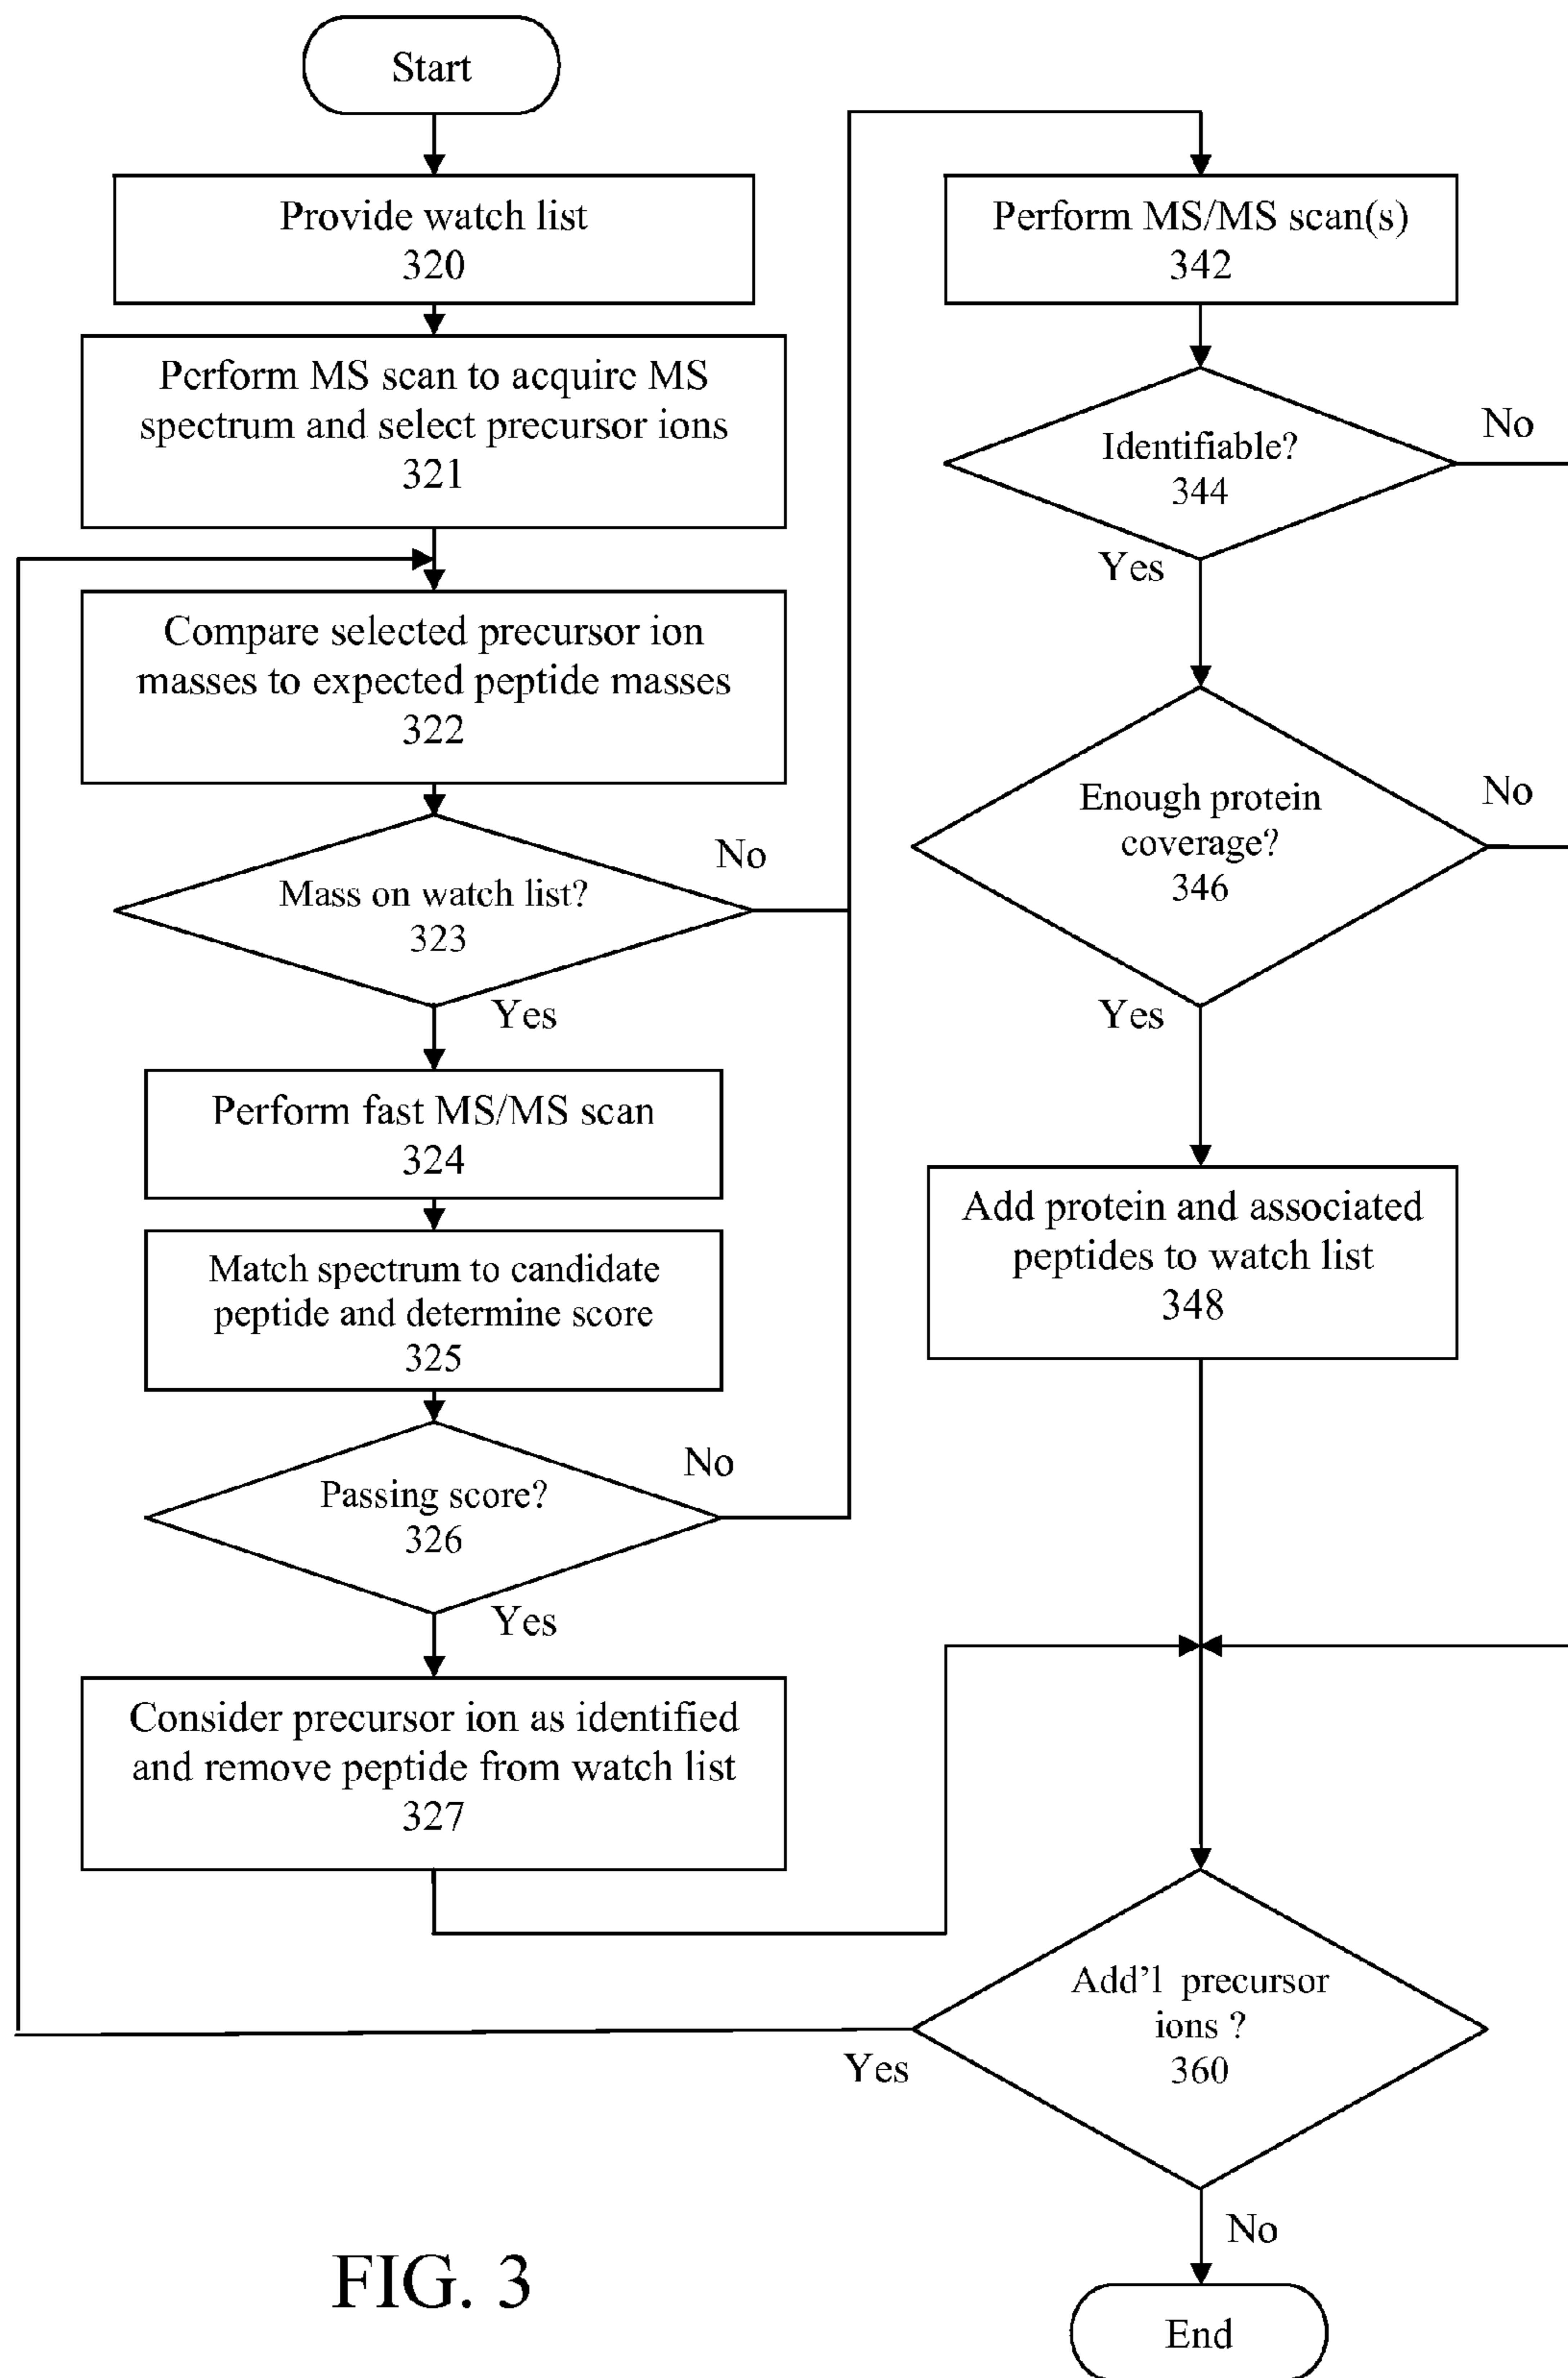 Start
Provide watch list
320
Perform MS scan to acquire MS
spectrum and select precursor ions
321
Compare selected precursor ion
masses to expected peptide masses
322
No
Mass on watch list?
323
Yes
Perform fast MS/MS scan
324
Match spectrum to candidate
peptide and determine score
325
No
Passing score?
326
Yes
Consider precursor ion as identified
and remove peptide from watch list
327
Perform MS/MS scan(s)
342
No
Identifiable?
344
Yes
No
Enough protein
coverage?
346
Yes
Add protein and associated
peptides to watch list
348
Add'l precursor
ions ?
360
Yes
No
End
FIG. 3